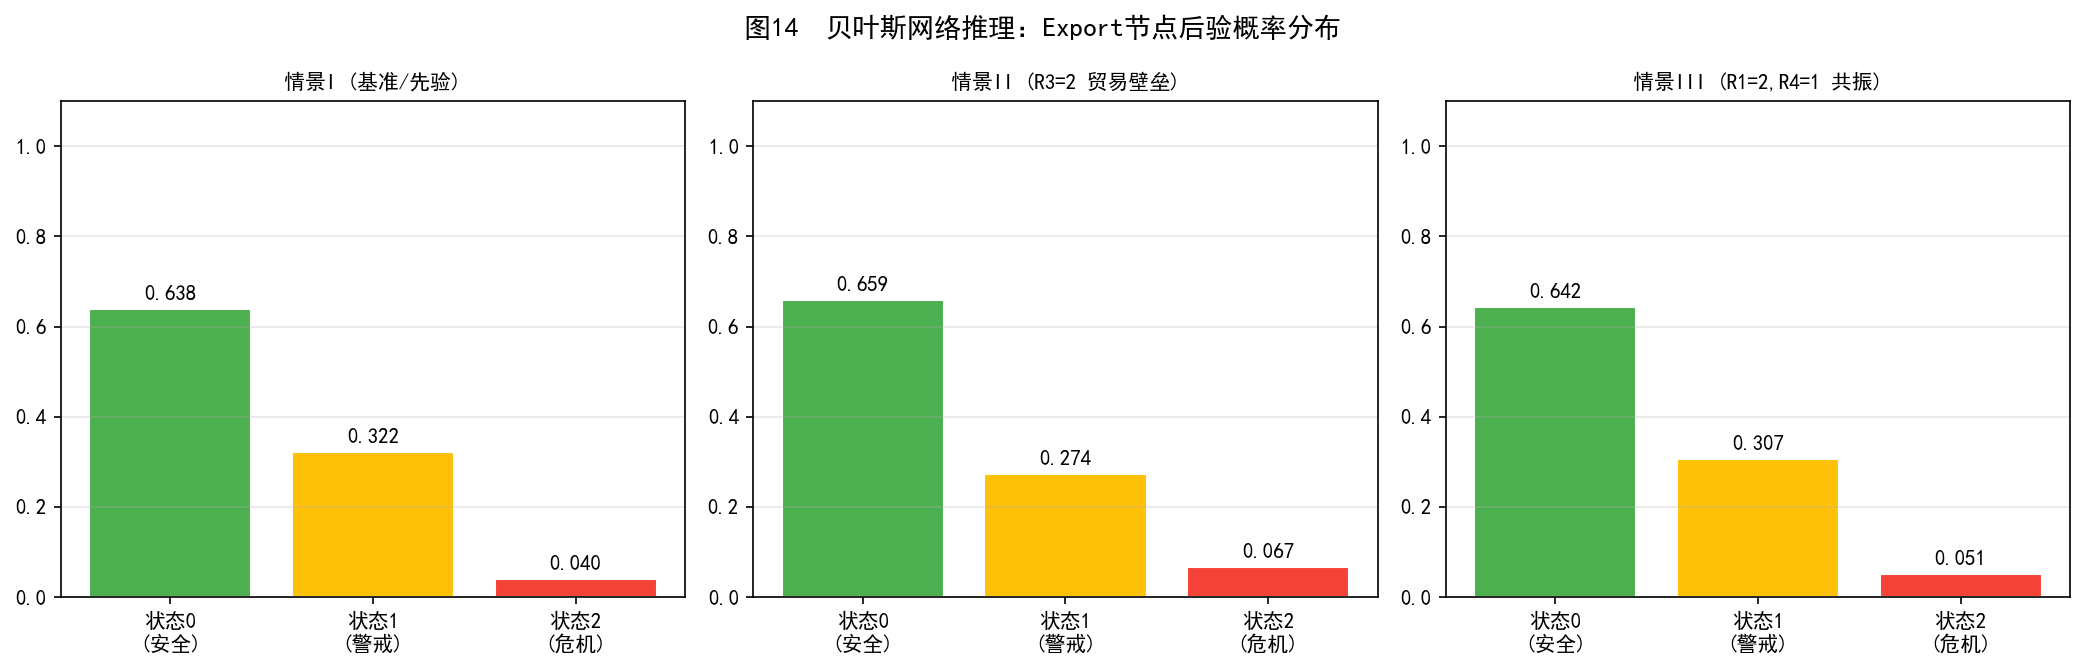 图14  贝叶斯网络推理：Export节点后验概率分布
情景I (基准/先验)
1.0
0.8
0.6
0.4
0.2
0.0
0.638
0.322
0.040
状态0
(安全)
状态1
(警戒)
状态2
(危机)
情景II (R3=2 贸易壁垒)
1.0
0.8
0.6
0.4
0.2
0.0
0.659
0.274
0.067
状态0
(安全)
状态1
(警戒)
状态2
(危机)
情景III (R1=2,R4=1 共振)
1.0
0.8
0.6
0.4
0.2
0.0
0.642
0.307
0.051
状态0
(安全)
状态1
(警戒)
状态2
(危机)